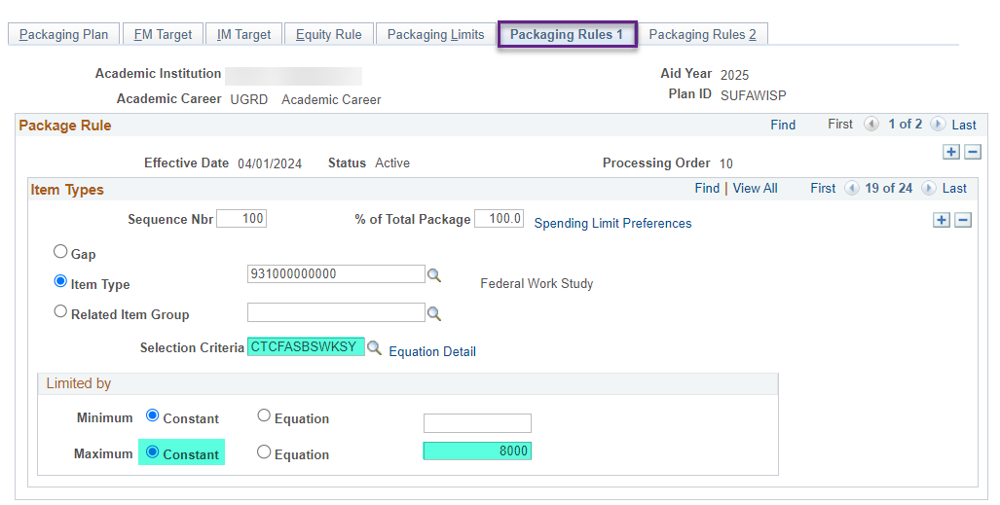 Packaging Plan FM Target IM Target Equity Rule Packaging Limits Packaging Rules 1 Packaging Rules 2
Academic Institution Aid Year 2025
Academic Career UGRD Academic Career Plan ID SUFAWISP
Package Rule Find First 1 of 2 Last
Effective Date 04/01/2024 Status Active Processing Order 10
Item Types Find | View All First 19 of 24 Last
Sequence Nbr 100 % of Total Package 100.0 Spending Limit Preferences
Gap
Item Type 931000000000 Federal Work Study
Related Item Group
Selection Criteria CTCFASBSWKSY Equation Detail
Limited by
Minimum Constant Equation
Maximum Constant Equation 8000